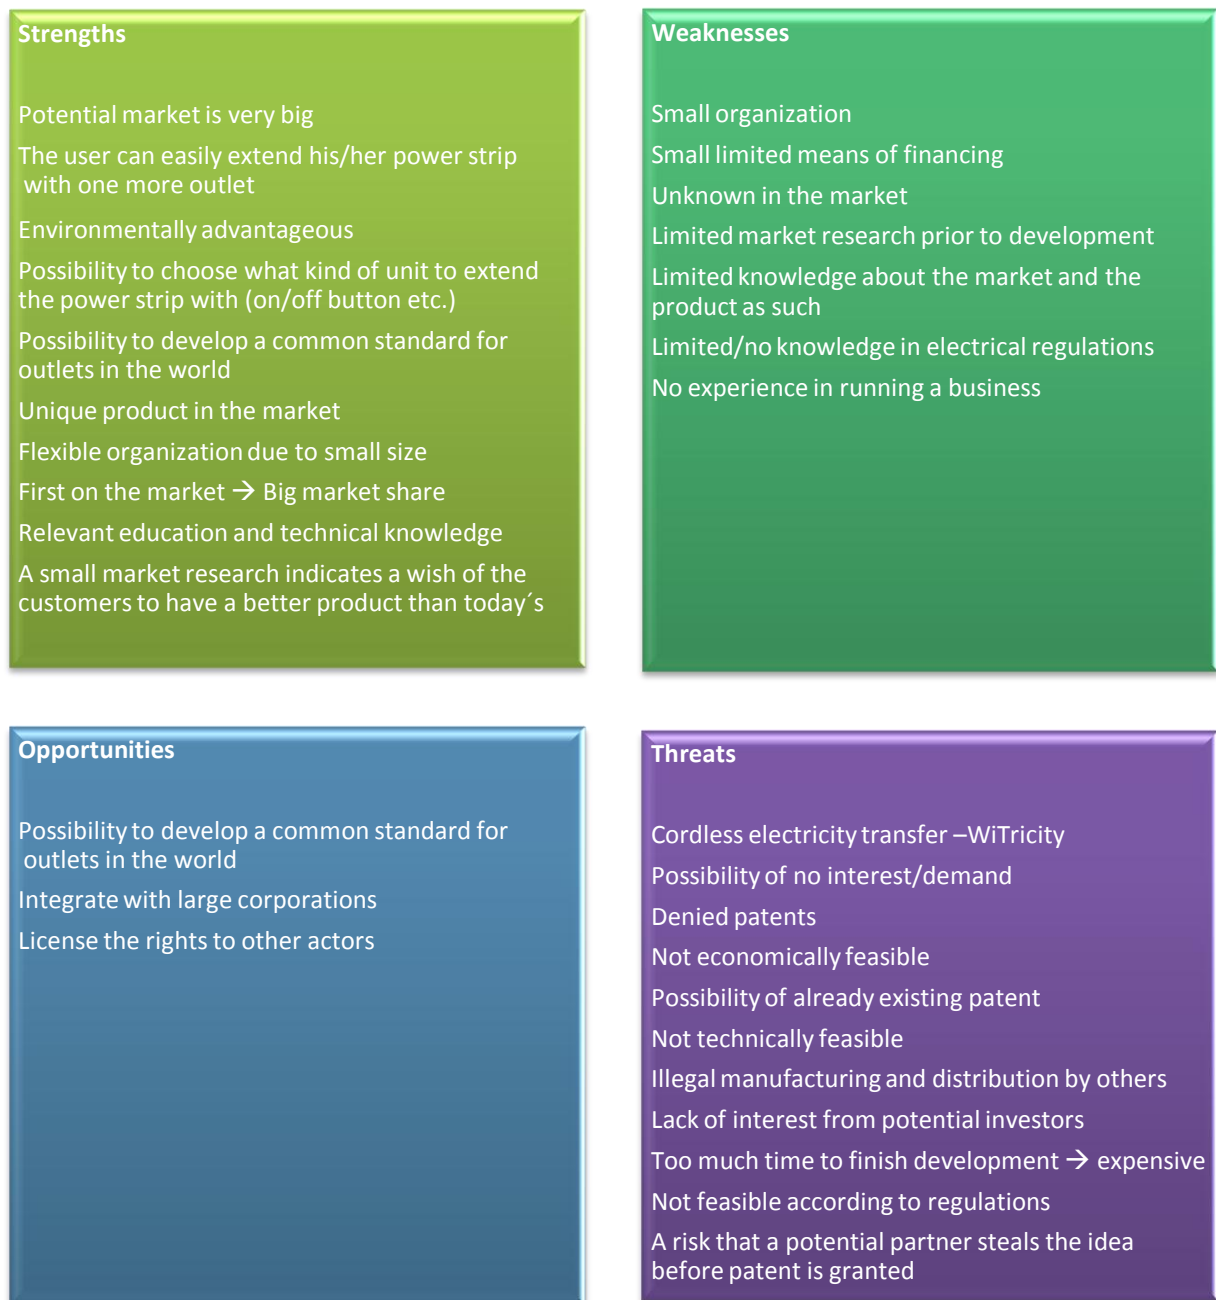 Strengths
Potential market is very big
The user can easily extend his/her power strip
with one more outlet
Environmentally advantageous
Possibility to choose what kind of unit to extend
the power strip with (on/off button etc.)
Possibility to develop a common standard for
outlets in the world
Unique product in the market
Flexible organization due to small size
First on the market → Big market share
Relevant education and technical knowledge
A small market research indicates a wish of the
customers to have a better product than today´s
Weaknesses
Small organization
Small limited means of financing
Unknown in the market
Limited market research prior to development
Limited knowledge about the market and the
product as such
Limited/no knowledge in electrical regulations
No experience in running a business
Opportunities
Possibility to develop a common standard for
outlets in the world
Integrate with large corporations
License the rights to other actors
Threats
Cordless electricity transfer –WiTricity
Possibility of no interest/demand
Denied patents
Not economically feasible
Possibility of already existing patent
Not technically feasible
Illegal manufacturing and distribution by others
Lack of interest from potential investors
Too much time to finish development → expensive
Not feasible according to regulations
A risk that a potential partner steals the idea
before patent is granted